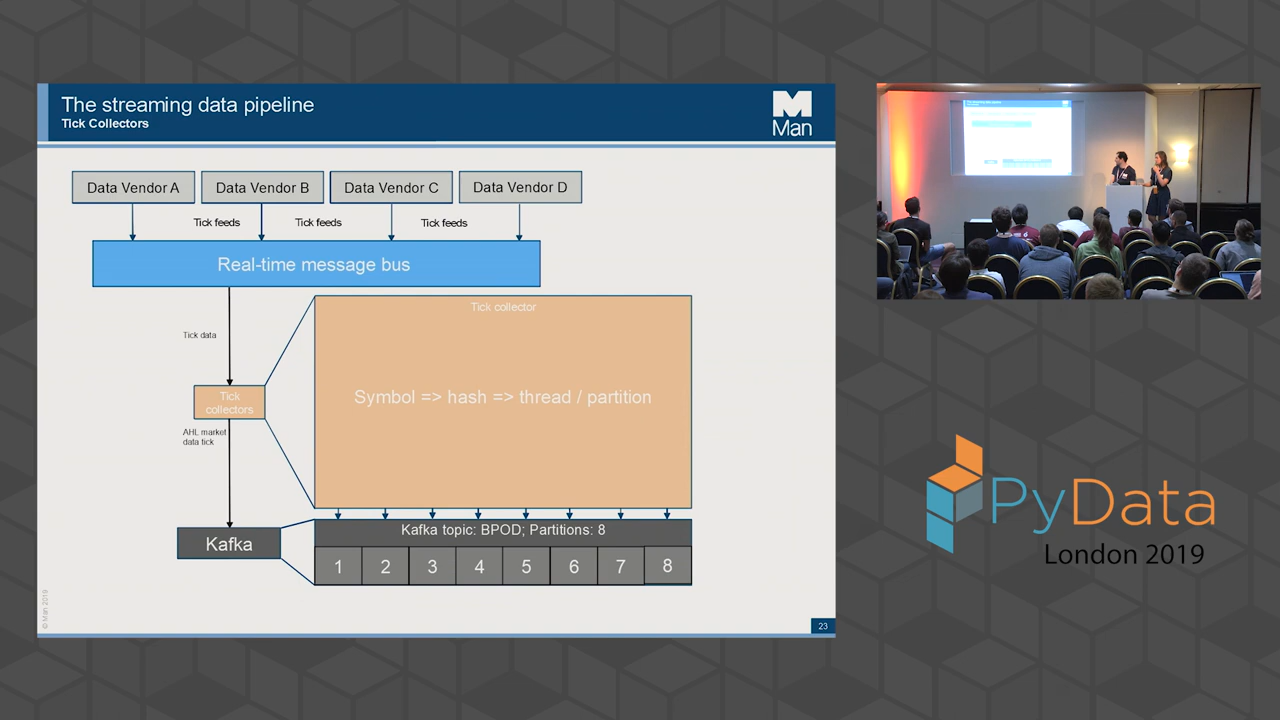 The streaming data pipeline
Tick Collectors
Man
Data Vendor A
Data Vendor B
Data Vendor C
Data Vendor D
Tick feeds
Tick feeds
Tick feeds
Real-time message bus
Tick collector
Tick data
Symbol => hash => thread / partition
Tick
collectors
AHL market
data tick
Kafka topic: BPOD; Partitions: 8
Kafka
1 2 3 4 5 6 7 8
© Man 2019
23
PyData
London 2019